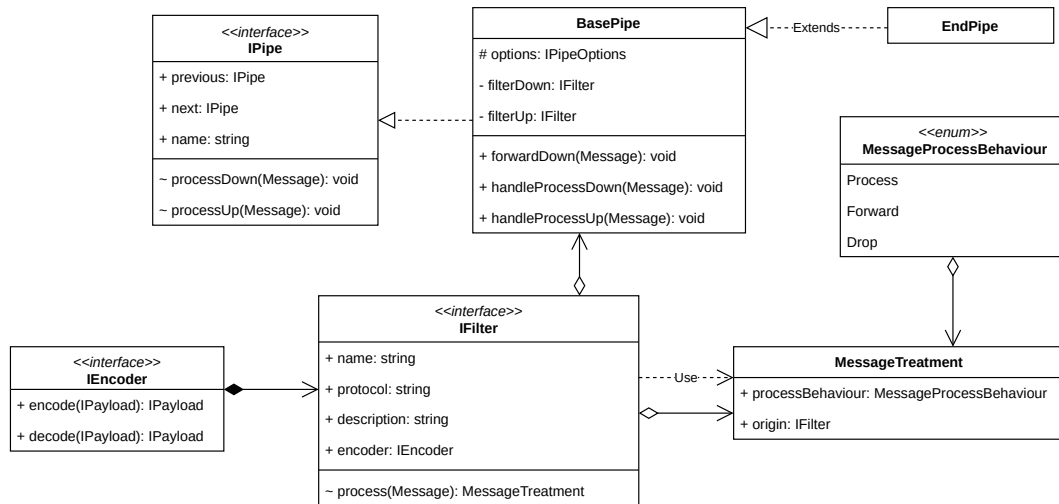 <<interface>>
IPipe
+ previous: IPipe
+ next: IPipe
+ name: string
~ processDown(Message): void
~ processUp(Message): void
BasePipe
# options: IPipeOptions
- filterDown: IFilter
- filterUp: IFilter
+ forwardDown(Message): void
+ handleProcessDown(Message): void
+ handleProcessUp(Message): void
Extends
EndPipe
<<enum>>
MessageProcessBehaviour
Process
Forward
Drop
<<interface>>
IEncoder
+ encode(IPayload): IPayload
+ decode(IPayload): IPayload
<<interface>>
IFilter
+ name: string
+ protocol: string
+ description: string
+ encoder: IEncoder
~ process(Message): MessageTreatment
Use
MessageTreatment
+ processBehaviour: MessageProcessBehaviour
+ origin: IFilter